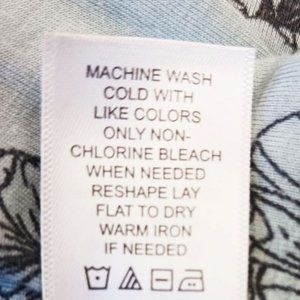 MACHINE WASH
COLD WITH
LIKE COLORS
ONLY NON-
CHLORINE BLEACH
WHEN NEEDED
RESHAPE LAY
FLAT TO DRY
WARM IRON
IF NEEDED